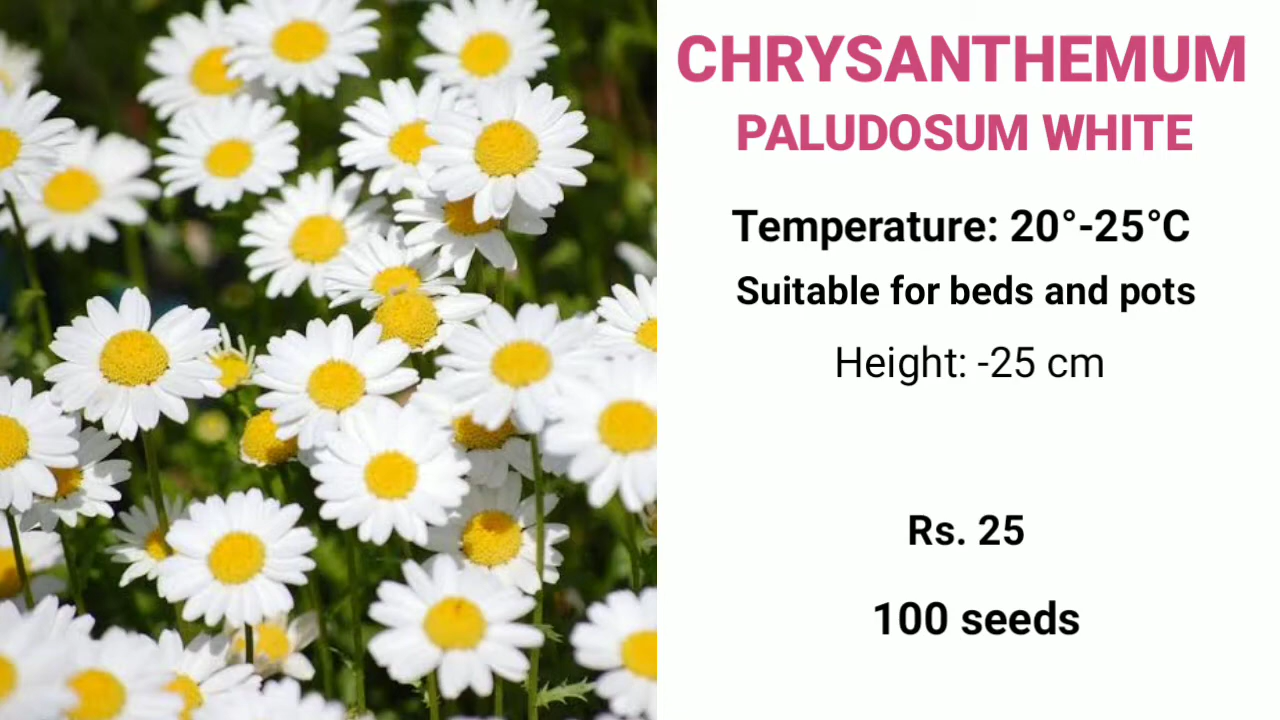 CHRYSANTHEMUM
PALUDOSUM WHITE
Temperature: 20°-25°C
Suitable for beds and pots
Height: -25 cm
Rs. 25
100 seeds